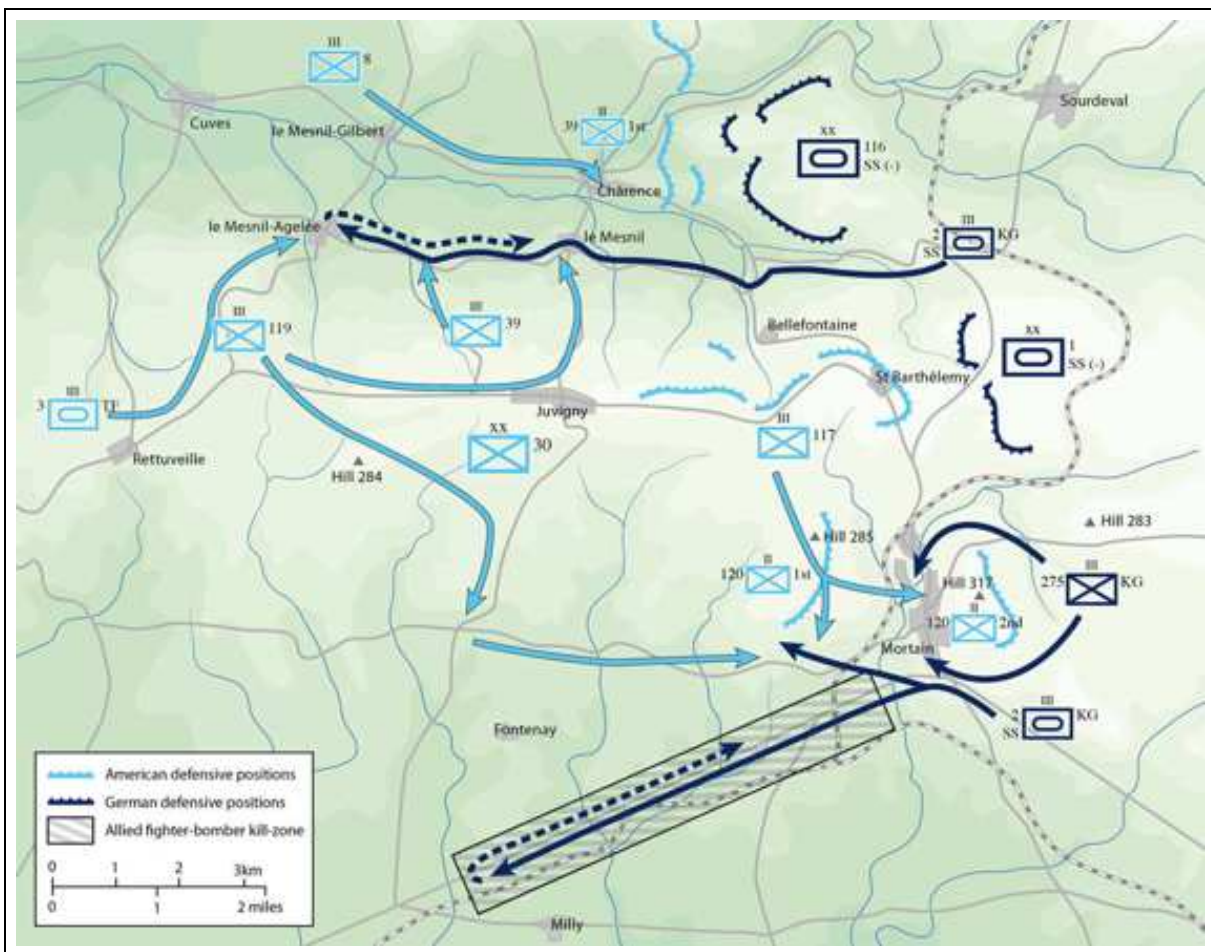 III
8
Cuves
le Mesnil-Gilbert
II
39 1st
Chârence
Sourdeval
XX
116
SS (-)
le Mesnil-Agelée
le Mesnil
III
2
SS
KG
III
119
III
39
Bellefontaine
XX
1
SS (-)
St Barthélemy
III
3 TF
Juvigny
III
117
Rettuveille
Hill 284
XX
30
Hill 285
Hill 283
II
120 1st
III
275 KG
Hill 317
II
120 2nd
Mortain
III
2
SS
KG
Fontenay
American defensive positions
German defensive positions
Allied fighter-bomber kill-zone
0 1 2 3km
0 1 2 miles
Milly